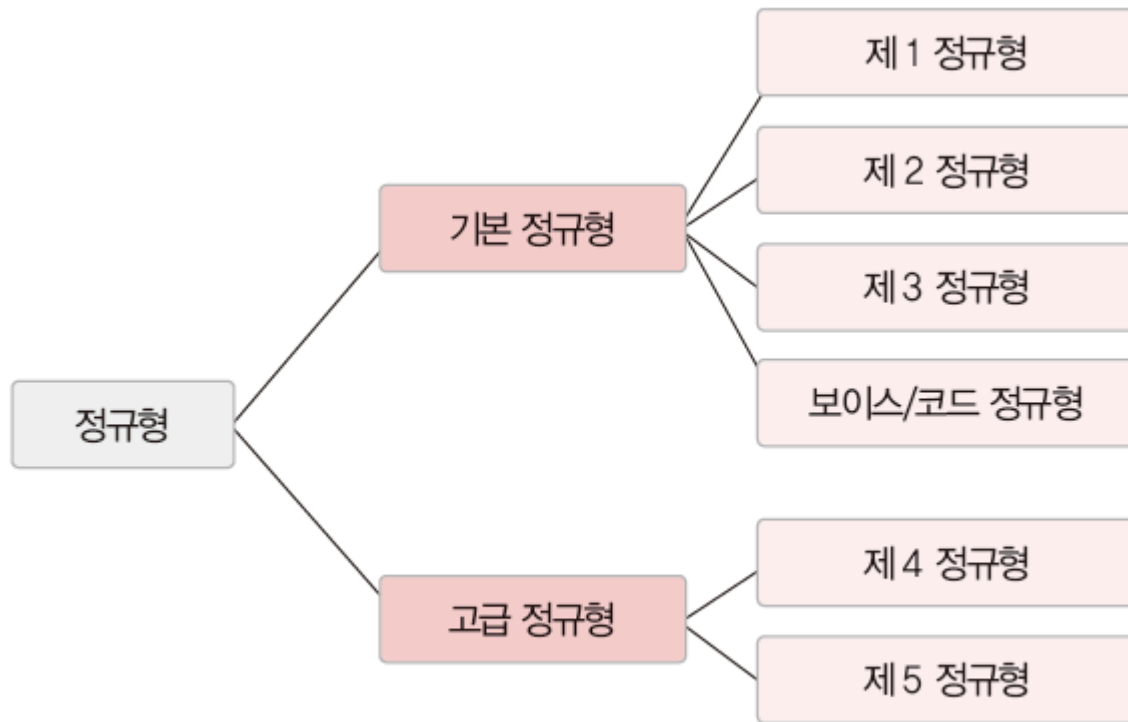 정규형
기본 정규형
제 1 정규형
제 2 정규형
제 3 정규형
보이스/코드 정규형
고급 정규형
제 4 정규형
제 5 정규형